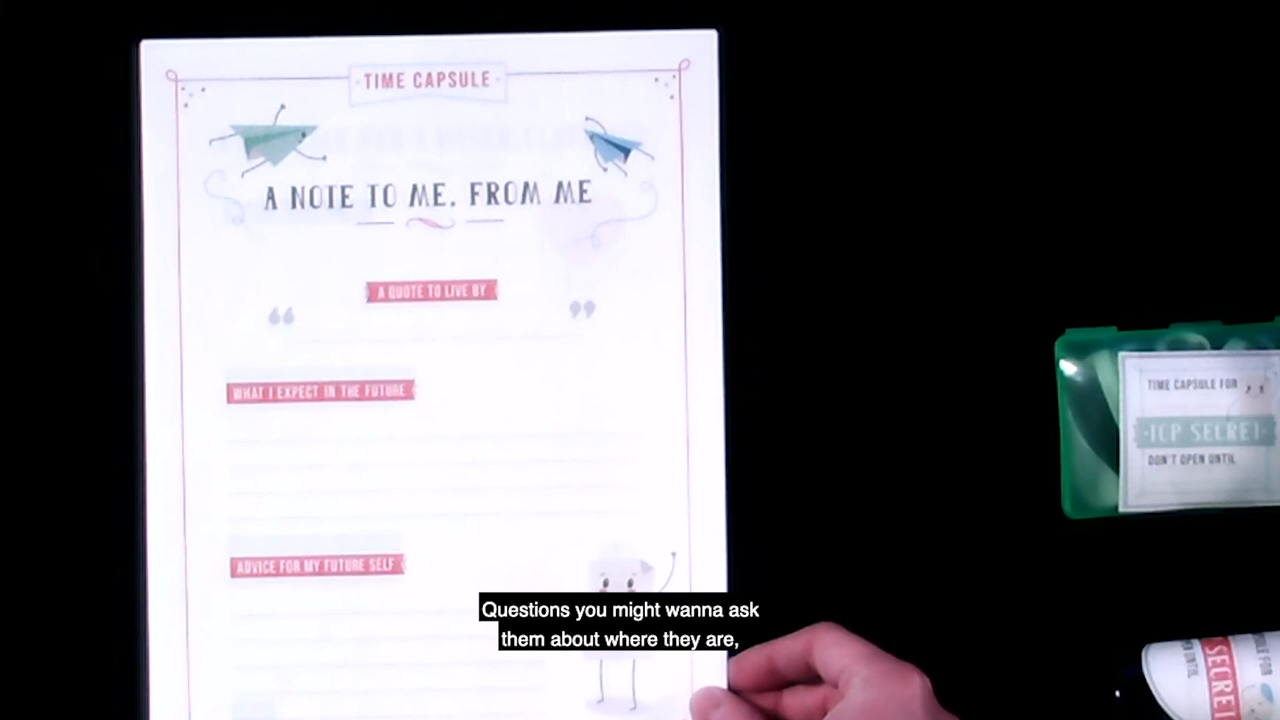 TIME CAPSULE
A NOTE TO ME, FROM ME
A QUOTE TO LIVE BY
WHAT I EXPECT IN THE FUTURE
ADVICE FOR MY FUTURE SELF
TIME CAPSULE FOR
TOP SECRET
DON'T OPEN UNTIL
SECRET
Questions you might wanna ask
them about where they are,